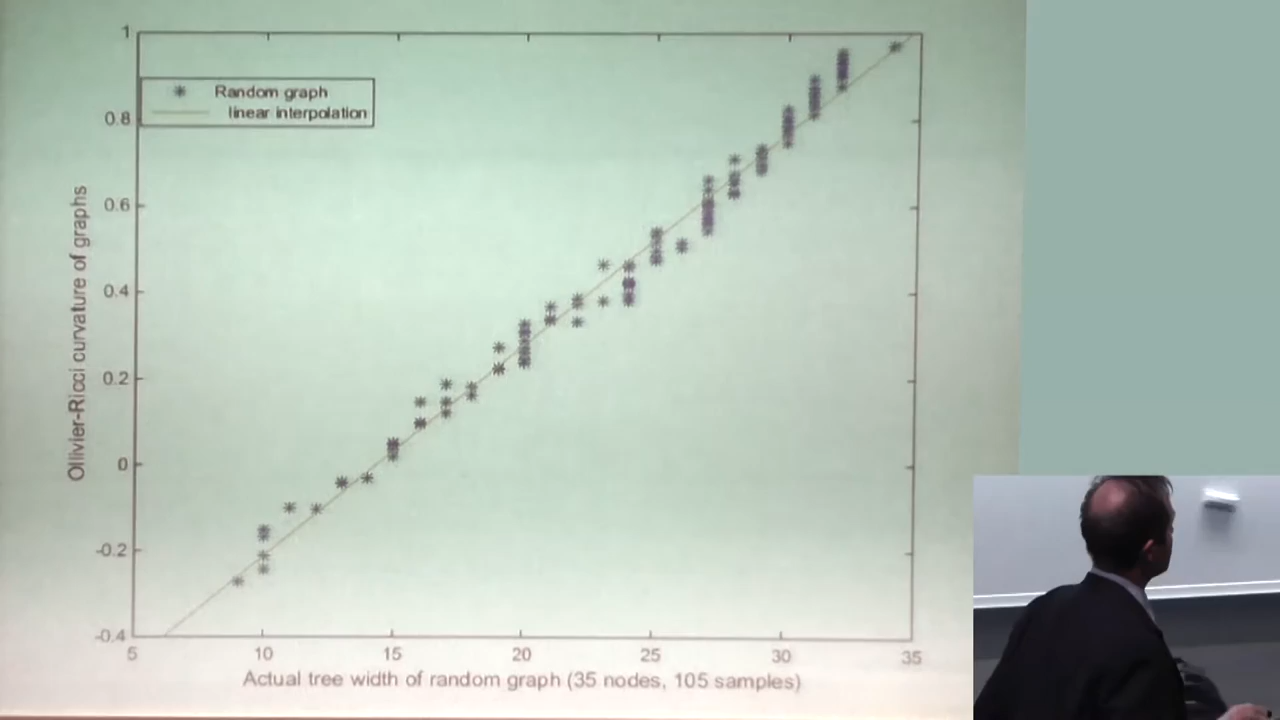 1
Random graph
linear interpolation
0.8
0.6
0.4
0.2
0
-0.2
-0.4
Ollivier-Ricci curvature of graphs
5 10 15 20 25 30 35
Actual tree width of random graph (35 nodes, 105 samples)